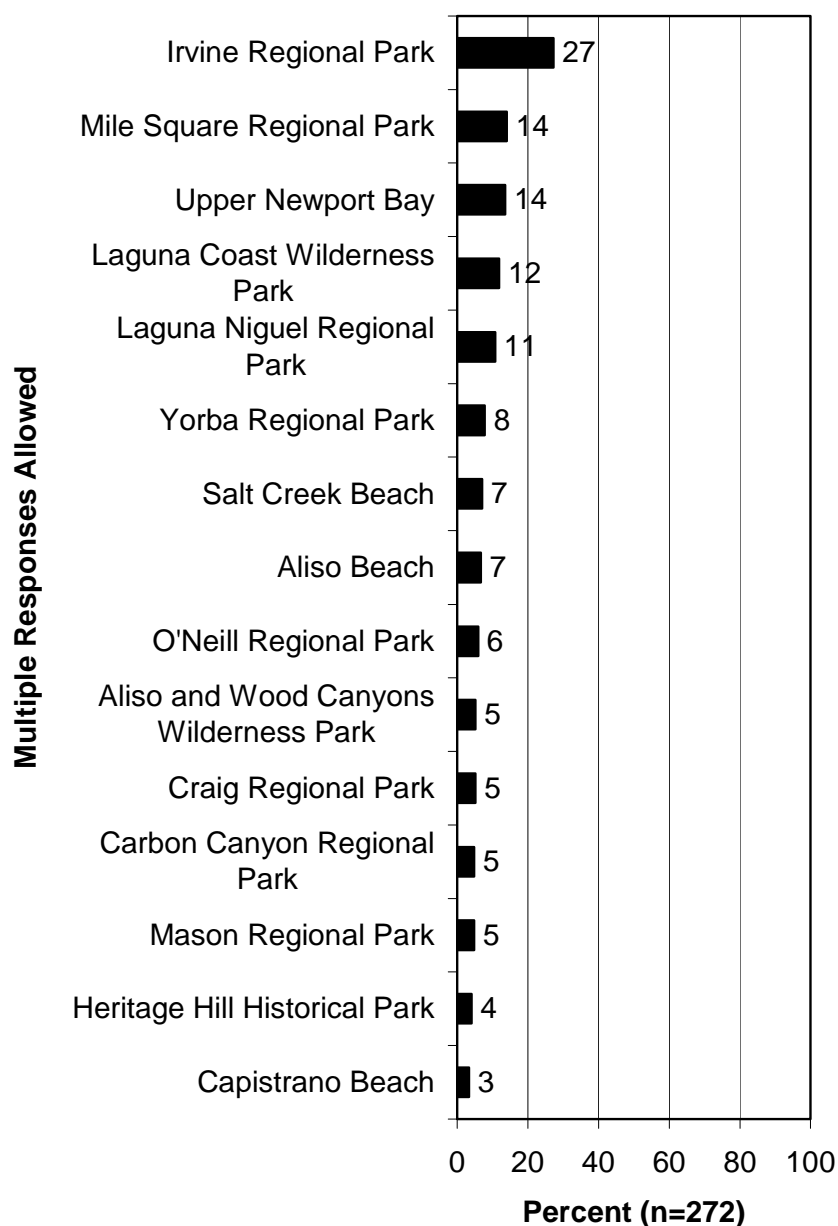 Multiple Responses Allowed
Irvine Regional Park 27
Mile Square Regional Park 14
Upper Newport Bay 14
Laguna Coast Wilderness
Park 12
Laguna Niguel Regional
Park 11
Yorba Regional Park 8
Salt Creek Beach 7
Aliso Beach 7
O'Neill Regional Park 6
Aliso and Wood Canyons
Wilderness Park 5
Craig Regional Park 5
Carbon Canyon Regional
Park 5
Mason Regional Park 5
Heritage Hill Historical Park 4
Capistrano Beach 3
0 20 40 60 80 100
Percent (n=272)